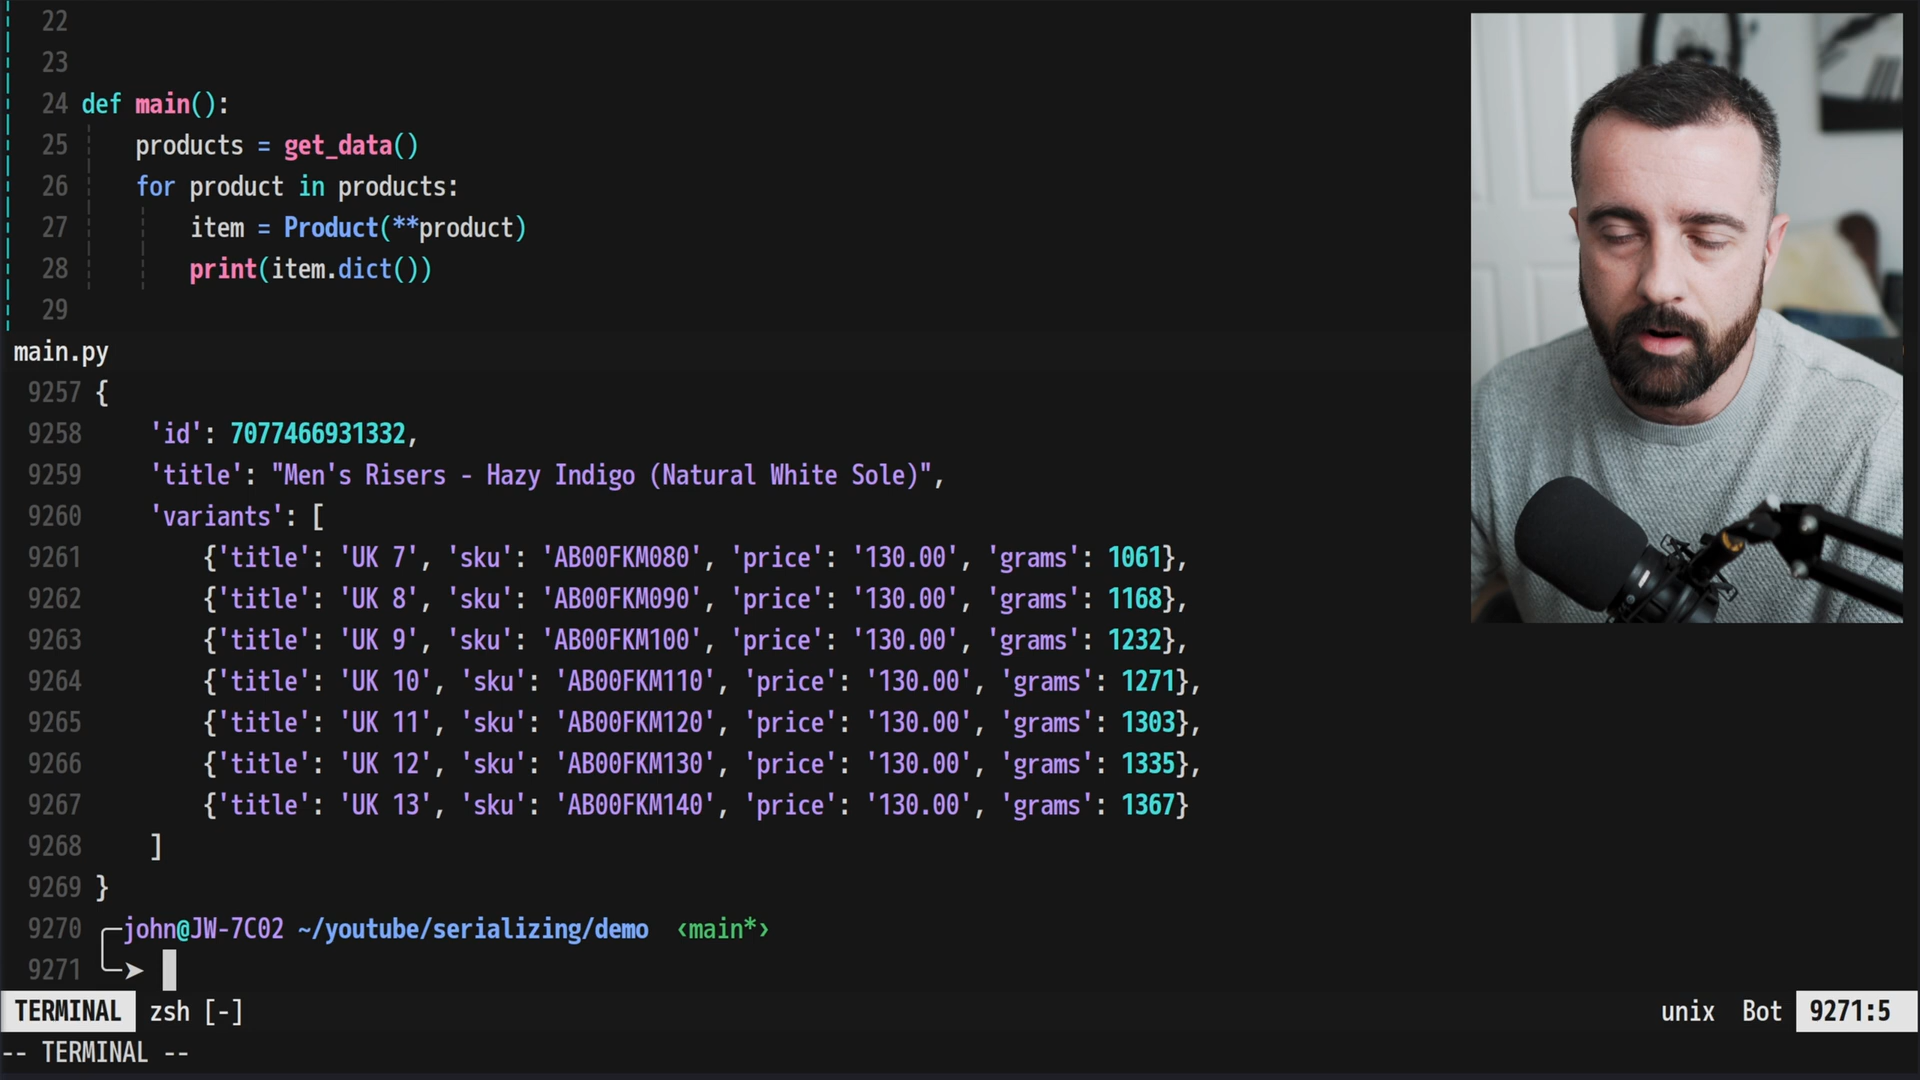 22
23
24 def main():
25 products = get_data()
26 for product in products:
27 item = Product(**product)
28 print(item.dict())
29
main.py
9257 {
9258 'id': 7077466931332,
9259 'title': "Men's Risers - Hazy Indigo (Natural White Sole)",
9260 'variants': [
9261 {'title': 'UK 7', 'sku': 'AB00FKM080', 'price': '130.00', 'grams': 1061},
9262 {'title': 'UK 8', 'sku': 'AB00FKM090', 'price': '130.00', 'grams': 1168},
9263 {'title': 'UK 9', 'sku': 'AB00FKM100', 'price': '130.00', 'grams': 1232},
9264 {'title': 'UK 10', 'sku': 'AB00FKM110', 'price': '130.00', 'grams': 1271},
9265 {'title': 'UK 11', 'sku': 'AB00FKM120', 'price': '130.00', 'grams': 1303},
9266 {'title': 'UK 12', 'sku': 'AB00FKM130', 'price': '130.00', 'grams': 1335},
9267 {'title': 'UK 13', 'sku': 'AB00FKM140', 'price': '130.00', 'grams': 1367}
9268 ]
9269 }
9270 john@JW-7C02 ~/youtube/serializing/demo ‹main*›
9271 ➤
TERMINAL zsh [-] unix Bot 9271:5
-- TERMINAL --